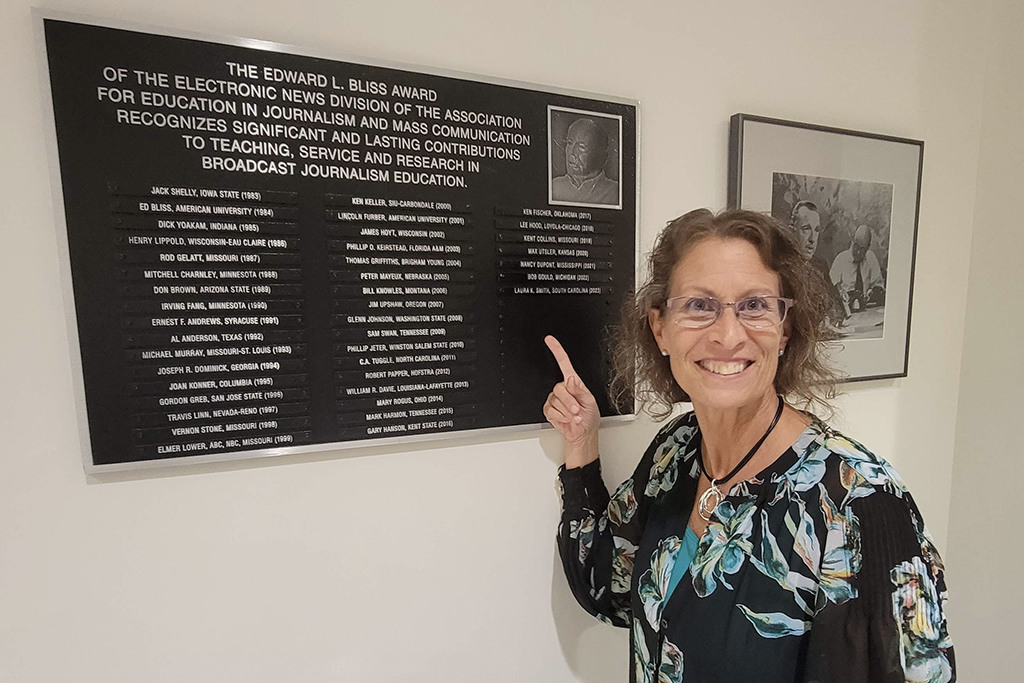 THE EDWARD L. BLISS AWARD
OF THE ELECTRONIC NEWS DIVISION OF THE ASSOCIATION
FOR EDUCATION IN JOURNALISM AND MASS COMMUNICATION
RECOGNIZES SIGNIFICANT AND LASTING CONTRIBUTIONS
TO TEACHING, SERVICE AND RESEARCH IN
BROADCAST JOURNALISM EDUCATION.
JACK SHELLY, IOWA STATE (1983)
ED BLISS, AMERICAN UNIVERSITY (1984)
DICK YOAKAM, INDIANA (1985)
HENRY LIPPOLD, WISCONSIN-EAU CLAIRE (1986)
ROD GELATT, MISSOURI (1987)
MITCHELL CHARNLEY, MINNESOTA (1988)
DON BROWN, ARIZONA STATE (1989)
IRVING FANG, MINNESOTA (1990)
ERNEST F. ANDREWS, SYRACUSE (1991)
AL ANDERSON, TEXAS (1992)
MICHAEL MURRAY, MISSOURI-ST. LOUIS (1993)
JOSEPH R. DOMINICK, GEORGIA (1994)
JOAN KONNER, COLUMBIA (1995)
GORDON GREB, SAN JOSE STATE (1996)
TRAVIS LINN, NEVADA-RENO (1997)
VERNON STONE, MISSOURI (1998)
ELMER LOWER, ABC, NBC, MISSOURI (1999)
KEN KELLER, SIU-CARBONDALE (2000)
LINCOLN FURBER, AMERICAN UNIVERSITY (2001)
JAMES HOYT, WISCONSIN (2002)
PHILLIP O. KEIRSTEAD, FLORIDA A&M (2003)
THOMAS GRIFFITHS, BRIGHAM YOUNG (2004)
PETER MAYEUX, NEBRASKA (2005)
BILL KNOWLES, MONTANA (2006)
JIM UPSHAW, OREGON (2007)
GLENN JOHNSON, WASHINGTON STATE (2008)
SAM SWAN, TENNESSEE (2009)
PHILLIP JETER, WINSTON SALEM STATE (2010)
C.A. TUGGLE, NORTH CAROLINA (2011)
ROBERT PAPPER, HOFSTRA (2012)
WILLIAM R. DAVIE, LOUISIANA-LAFAYETTE (2013)
MARY ROGUS, OHIO (2014)
MARK HARMON, TENNESSEE (2015)
GARY HANSON, KENT STATE (2016)
KEN FISCHER, OKLAHOMA (2017)
LEE HOOD, LOYOLA-CHICAGO (2018)
KENT COLLINS, MISSOURI (2019)
MAX UTSLER, KANSAS (2020)
NANCY DUPONT, MISSISSIPPI (2021)
BOB GOULD, MICHIGAN (2022)
LAURA K. SMITH, SOUTH CAROLINA (2023)